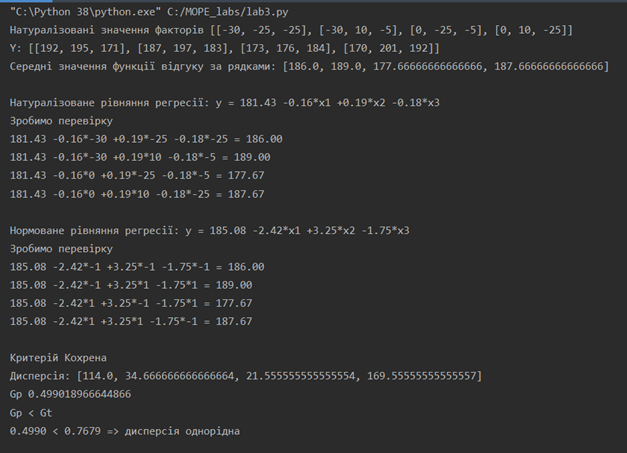 "C:\Python 38\python.exe" C:/MOPE_labs/lab3.py
Натуралізовані значення факторів [[-30, -25, -25], [-30, 10, -5], [0, -25, -5], [0, 10, -25]]
Y: [[192, 195, 171], [187, 197, 183], [173, 176, 184], [170, 201, 192]]
Середні значення функції відгуку за рядками: [186.0, 189.0, 177.66666666666666, 187.66666666666666]
Натуралізоване рівняння регресії: y = 181.43 -0.16*x1 +0.19*x2 -0.18*x3
Зробимо перевірку
181.43 -0.16*-30 +0.19*-25 -0.18*-25 = 186.00
181.43 -0.16*-30 +0.19*10 -0.18*-5 = 189.00
181.43 -0.16*0 +0.19*-25 -0.18*-5 = 177.67
181.43 -0.16*0 +0.19*10 -0.18*-25 = 187.67
Нормоване рівняння регресії: y = 185.08 -2.42*x1 +3.25*x2 -1.75*x3
Зробимо перевірку
185.08 -2.42*-1 +3.25*-1 -1.75*-1 = 186.00
185.08 -2.42*-1 +3.25*1 -1.75*1 = 189.00
185.08 -2.42*1 +3.25*-1 -1.75*1 = 177.67
185.08 -2.42*1 +3.25*1 -1.75*-1 = 187.67
Критерій Кохрена
Дисперсія: [114.0, 34.666666666666664, 21.555555555555554, 169.55555555555557]
Gp 0.499018966644866
Gp < Gt
0.4990 < 0.7679 => дисперсія однорідна